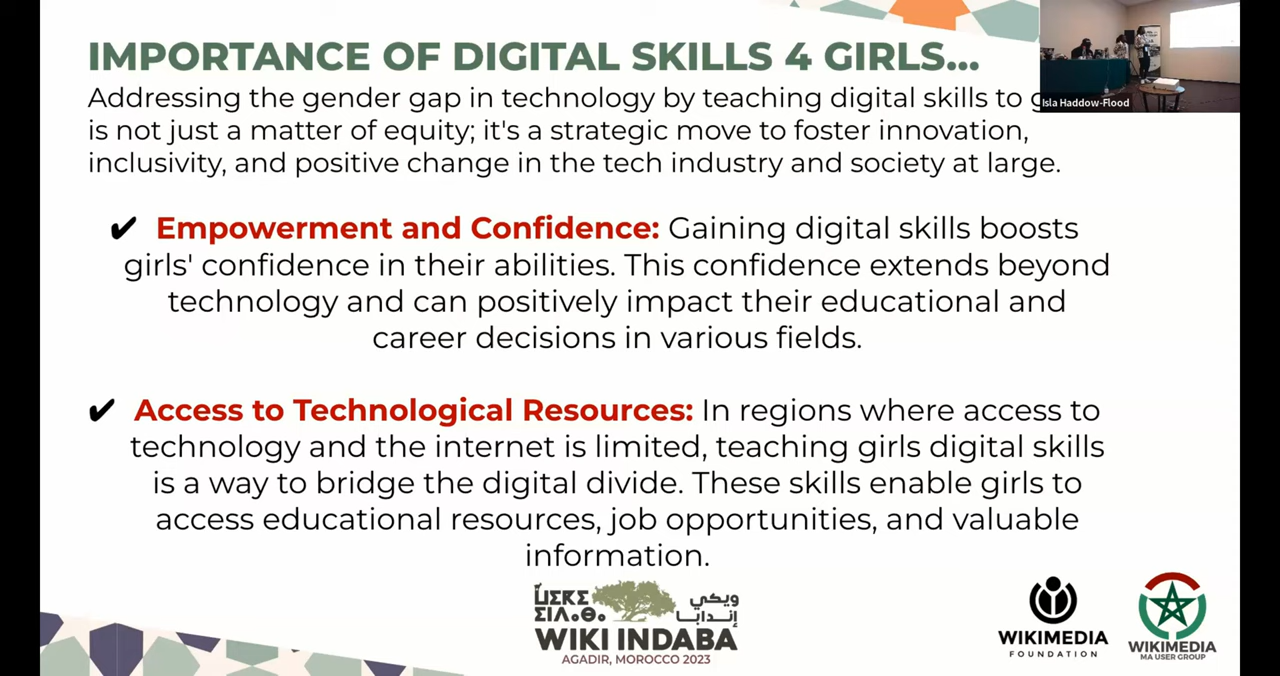 IMPORTANCE OF DIGITAL SKILLS 4 GIRLS...
Addressing the gender gap in technology by teaching digital skills to g
is not just a matter of equity; it's a strategic move to foster innovation,
inclusivity, and positive change in the tech industry and society at large.
Isla Haddow-Flood
✔ Empowerment and Confidence: Gaining digital skills boosts
girls' confidence in their abilities. This confidence extends beyond
technology and can positively impact their educational and
career decisions in various fields.
✔ Access to Technological Resources: In regions where access to
technology and the internet is limited, teaching girls digital skills
is a way to bridge the digital divide. These skills enable girls to
access educational resources, job opportunities, and valuable
information.
ⵡⵉⴽⵉ ويكي
ⵉⵏⴷⴰⴱⴰ إندابا
WIKI INDABA
AGADIR, MOROCCO 2023
WIKIMEDIA
FOUNDATION
WIKIMEDIA
MA USER GROUP